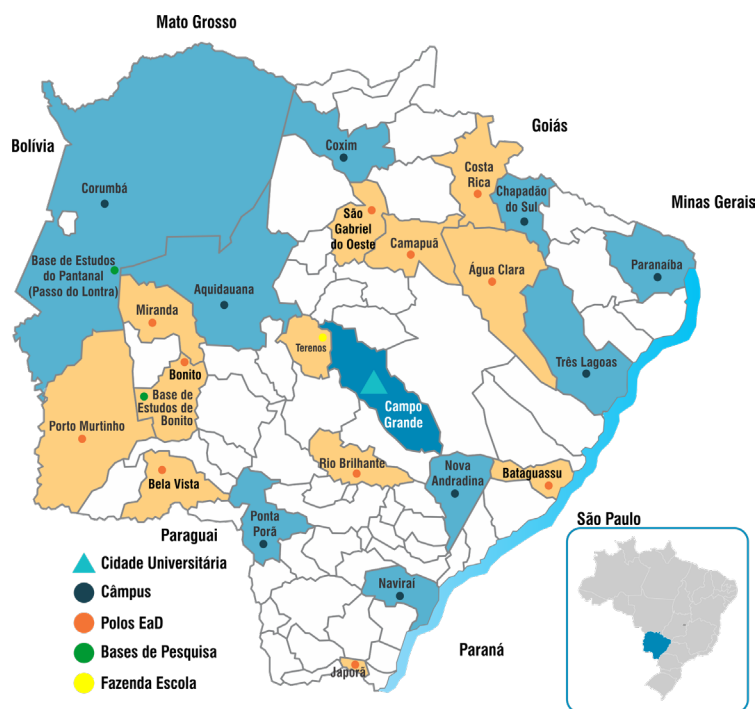 Mato Grosso
Goiás
Bolívia
Minas Gerais
Coxim
Costa
Rica
Corumbá
Chapadão
do Sul
São
Gabriel
do Oeste
Camapuã
Base de Estudos
do Pantanal
(Passo do Lontra)
Água Clara
Paranaíba
Aquidauana
Miranda
Terenos
Bonito
Três Lagoas
Base de
Estudos de
Bonito
Campo
Grande
Porto Murtinho
Rio Brilhante
Nova
Andradina
Bataguassu
Bela Vista
Ponta
Porã
São Paulo
Paraguai
Cidade Universitária
Câmpus
Polos EaD
Bases de Pesquisa
Fazenda Escola
Naviraí
Paraná
Japorã